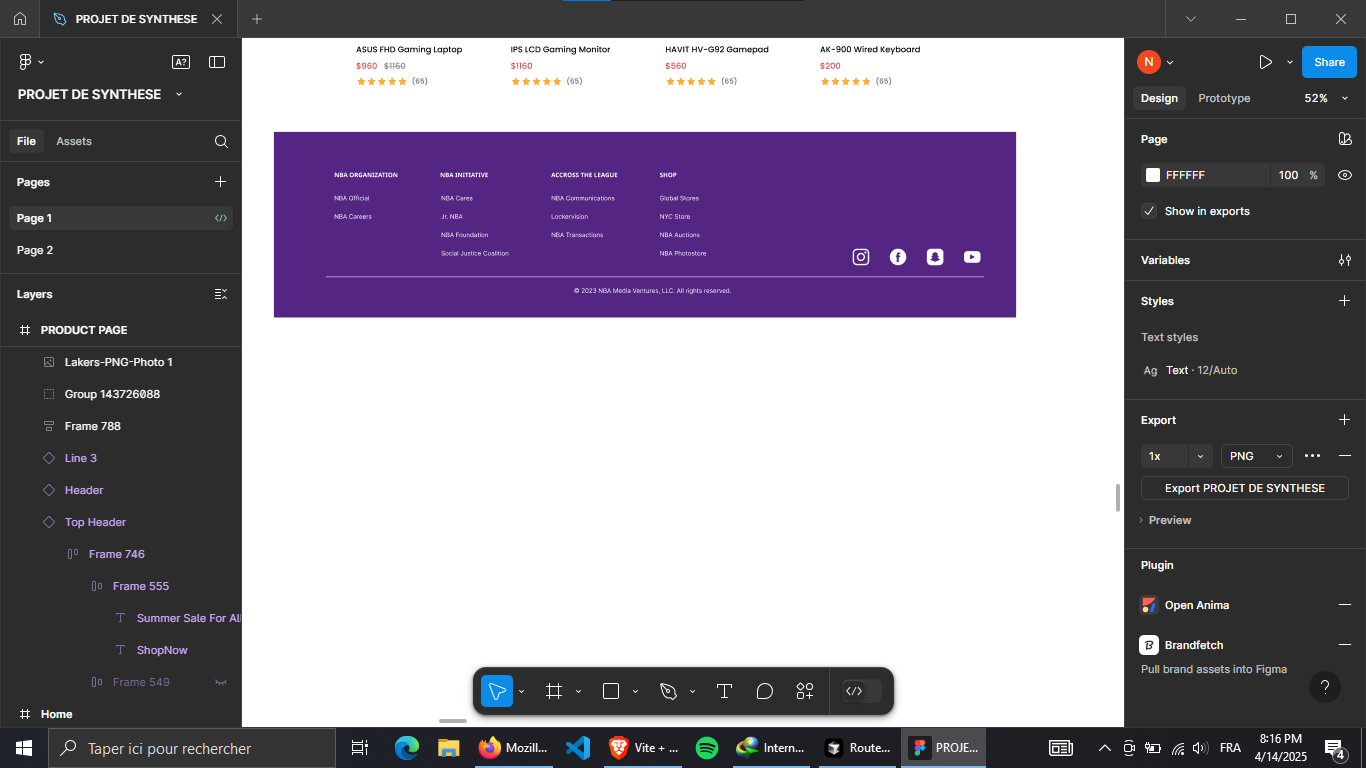 PROJET DE SYNTHESE
PROJET DE SYNTHESE
File
Assets
Pages
Page 1
Page 2
Layers
PRODUCT PAGE
Lakers-PNG-Photo 1
Group 143726088
Frame 788
Line 3
Header
Top Header
Frame 746
Frame 555
Summer Sale For All
ShopNow
Frame 549
Home
A?
ASUS FHD Gaming Laptop
$960 $1160
(65)
IPS LCD Gaming Monitor
$1160
(65)
HAVIT HV-G92 Gamepad
$560
(65)
AK-900 Wired Keyboard
$200
(65)
NBA ORGANIZATION
NBA Official
NBA Careers
NBA INITIATIVE
NBA Cares
Jr. NBA
NBA Foundation
Social Justice Coalition
ACCROSS THE LEAGUE
NBA Communications
Lockervision
NBA Transactions
SHOP
Global Stores
NYC Store
NBA Auctions
NBA Photostore
© 2023 NBA Media Ventures, LLC. All rights reserved.
N
Share
Design
Prototype
52%
Page
FFFFFF
100 %
Show in exports
Variables
Styles
Text styles
Ag Text · 12/Auto
Export
1x
PNG
Export PROJET DE SYNTHESE
Preview
Plugin
Open Anima
Brandfetch
Pull brand assets into Figma
?
Taper ici pour rechercher
Mozill...
Vite + ...
Intern...
Route...
PROJE...
FRA
8:16 PM
4/14/2025
4